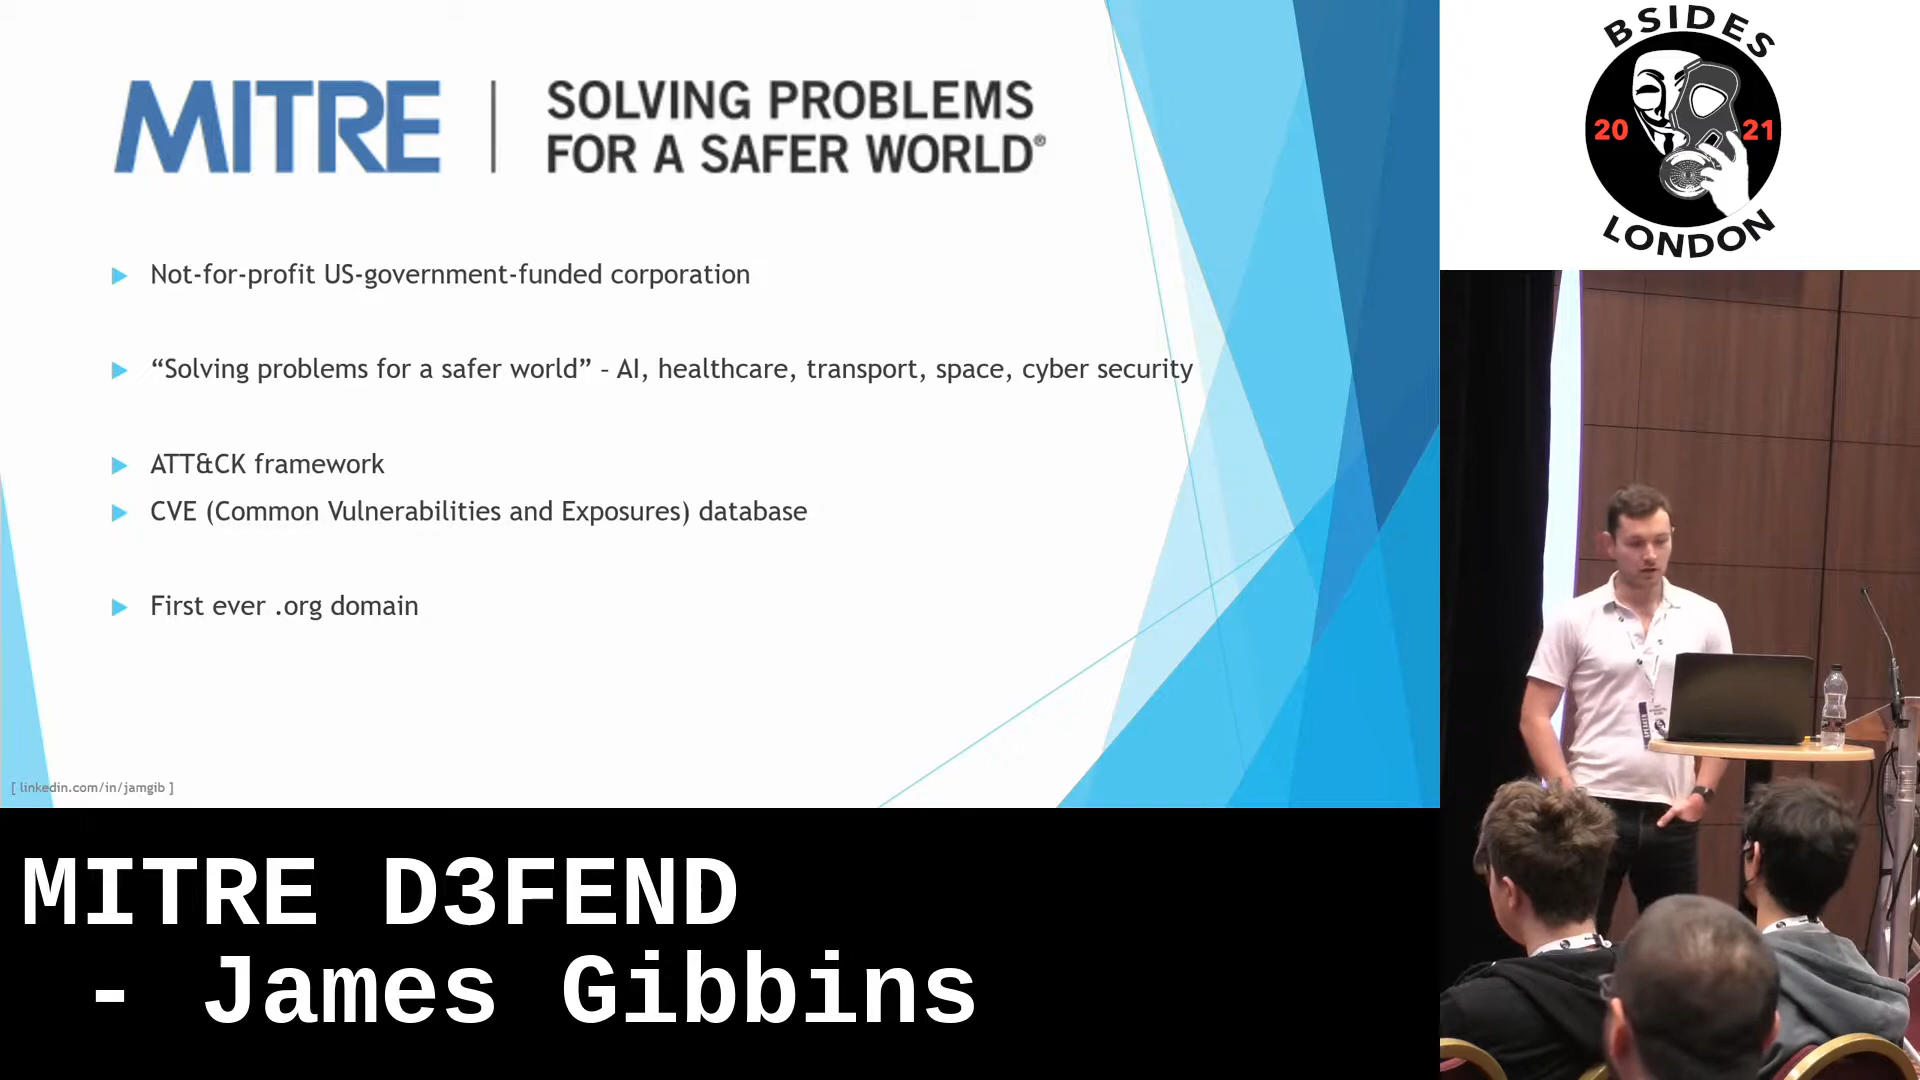 MITRE
SOLVING PROBLEMS
FOR A SAFER WORLD®
Not-for-profit US-government-funded corporation
“Solving problems for a safer world” – AI, healthcare, transport, space, cyber security
ATT&CK framework
CVE (Common Vulnerabilities and Exposures) database
First ever .org domain
[ linkedin.com/in/jamgib ]
BSIDES
20 21
LONDON
SPEAKER
MITRE D3FEND
- James Gibbins